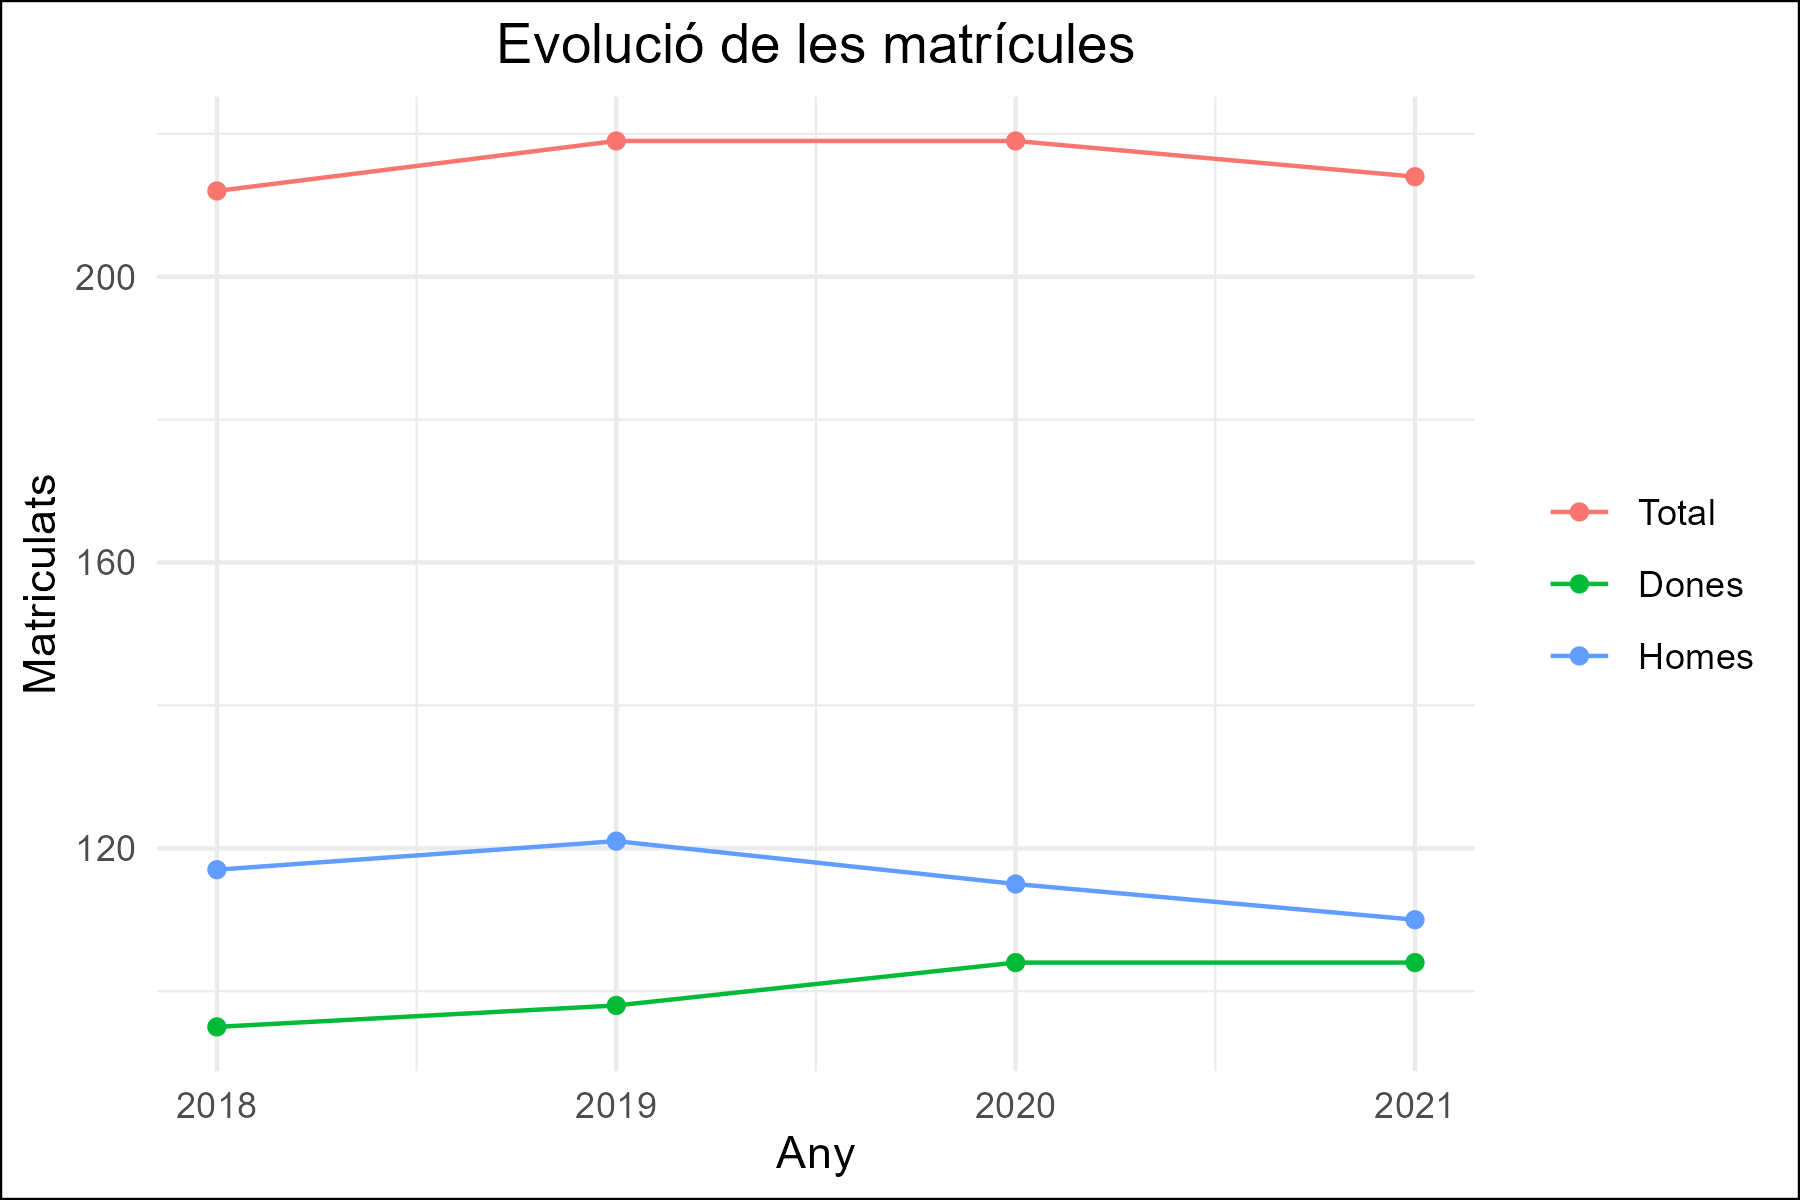 Evolució de les matrícules
Matriculats
200
160
120
2018 2019 2020 2021
Any
Total
Dones
Homes